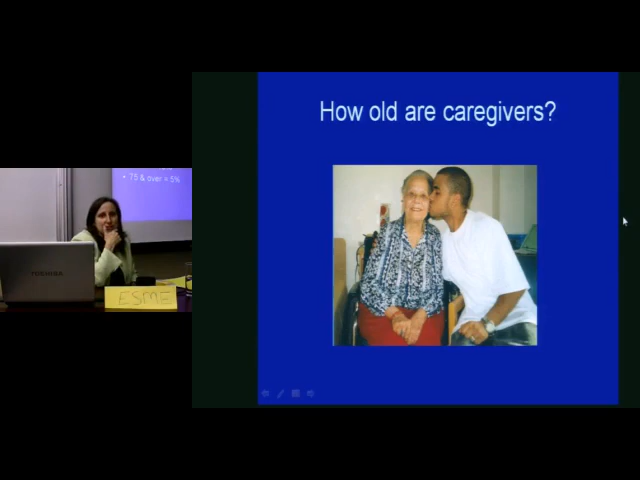 How old are caregivers?
• 75 & over = 5%
TOSHIBA
ESME